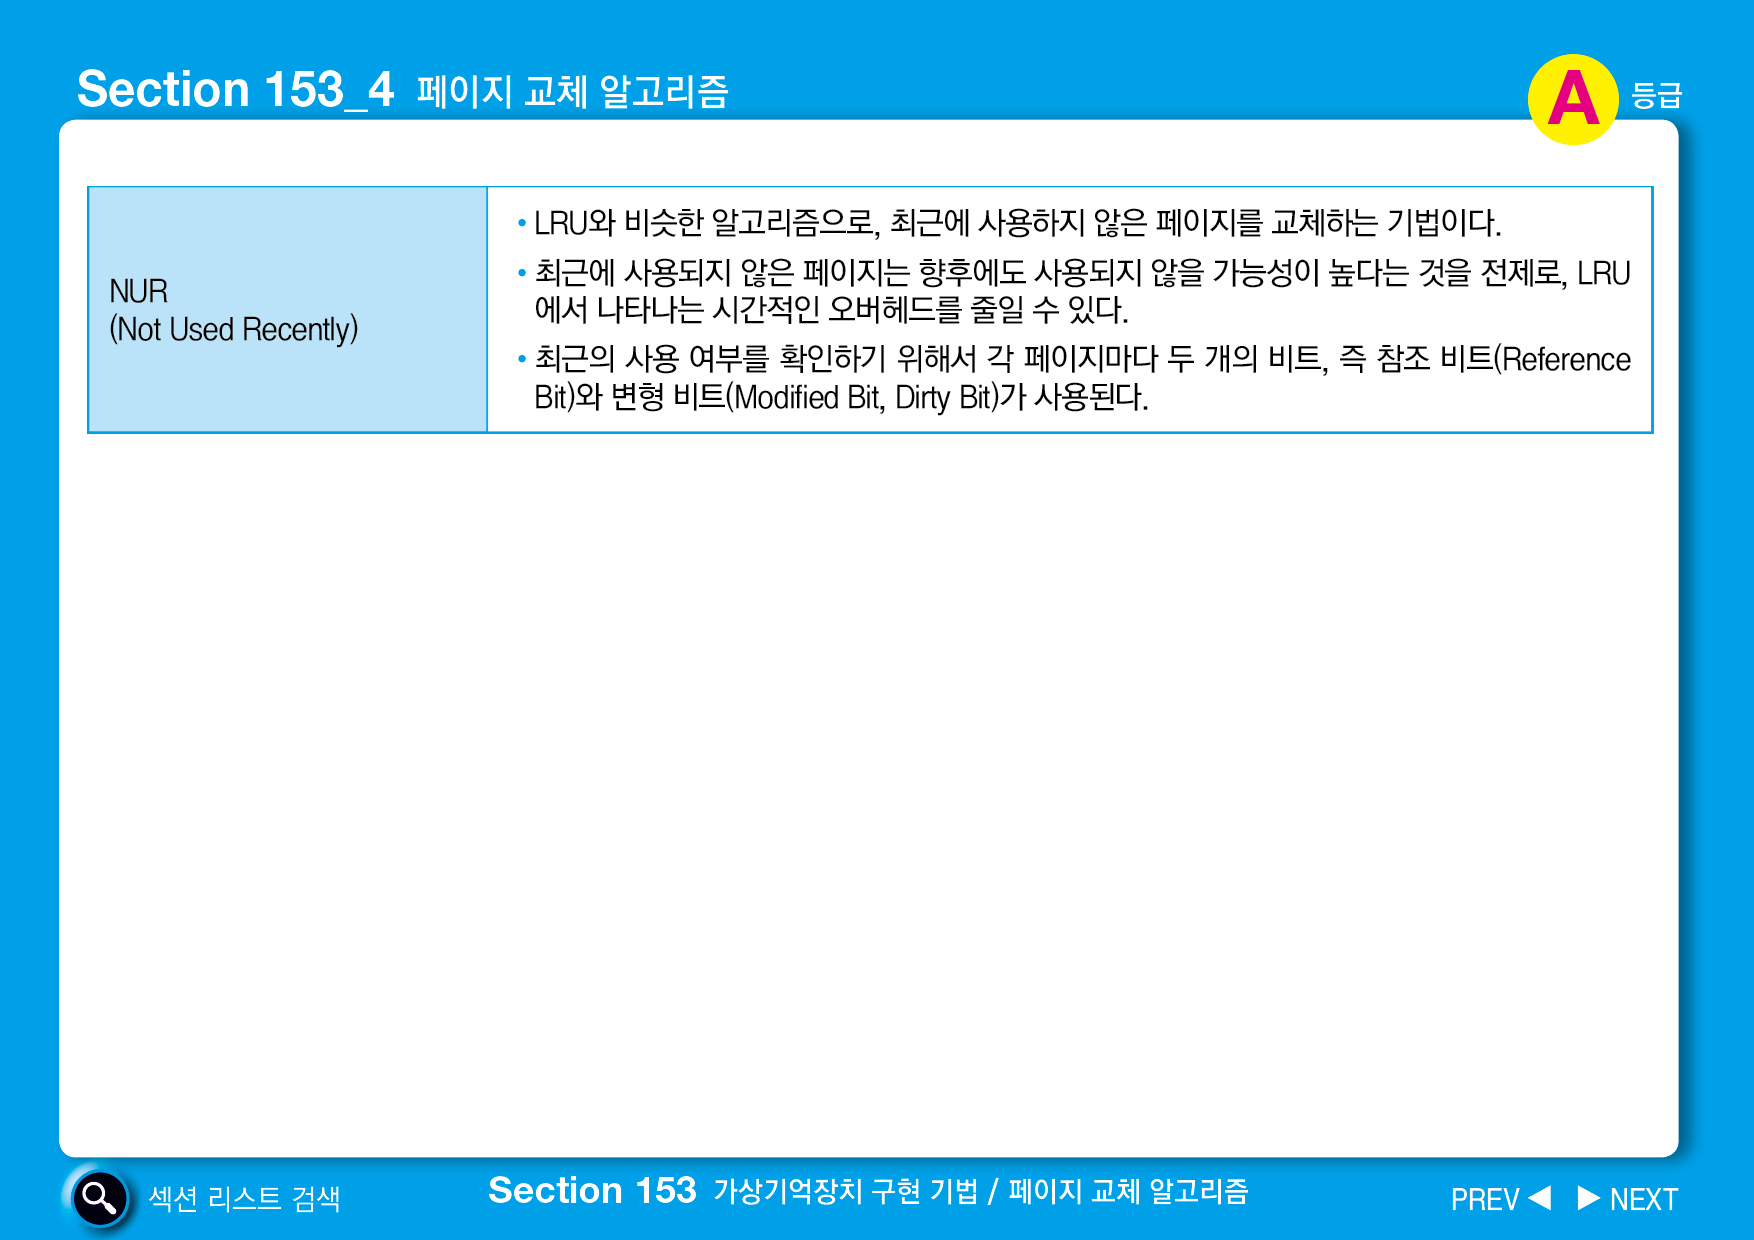 Section 153_4 페이지 교체 알고리즘
A 등급
NUR
(Not Used Recently)
• LRU와 비슷한 알고리즘으로, 최근에 사용하지 않은 페이지를 교체하는 기법이다.
• 최근에 사용되지 않은 페이지는 향후에도 사용되지 않을 가능성이 높다는 것을 전제로, LRU
에서 나타나는 시간적인 오버헤드를 줄일 수 있다.
• 최근의 사용 여부를 확인하기 위해서 각 페이지마다 두 개의 비트, 즉 참조 비트(Reference
Bit)와 변형 비트(Modified Bit, Dirty Bit)가 사용된다.
섹션 리스트 검색
Section 153 가상기억장치 구현 기법 / 페이지 교체 알고리즘
PREV ◀ ▶ NEXT